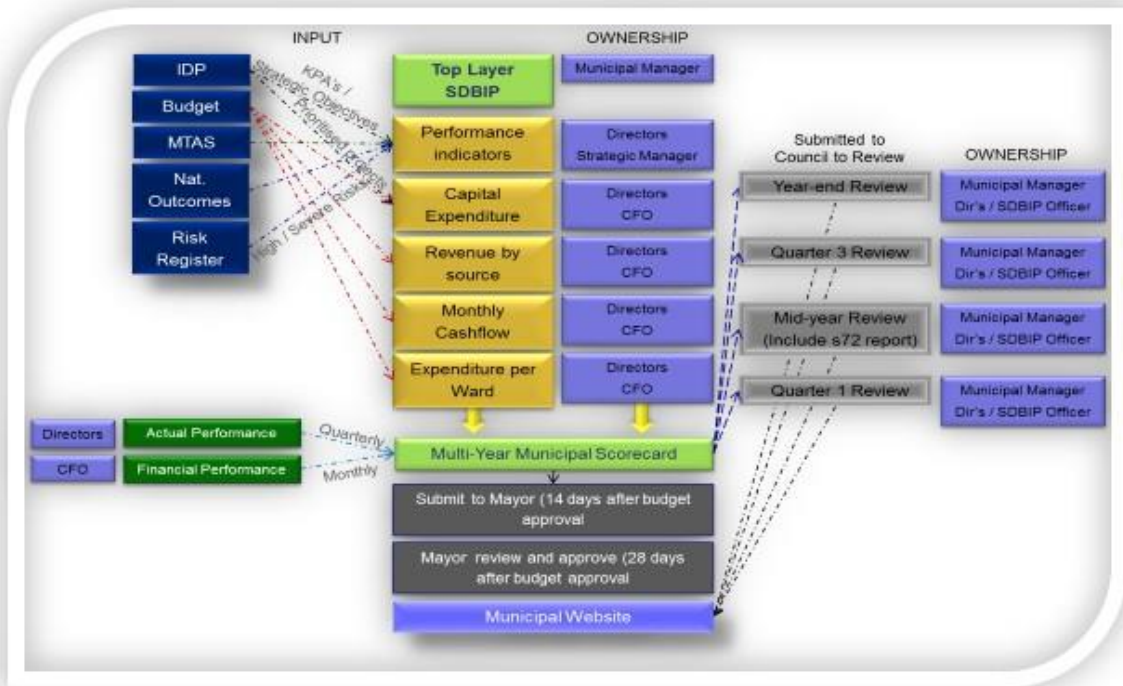 INPUT
OWNERSHIP
IDP
Budget
MTAS
Nat.
Outcomes
Risk
Register
KPA's /
Strategic Objectives
Prioritised
High / Severe Risks
Top Layer
SDBIP
Municipal Manager
Performance
indicators
Directors
Strategic Manager
Capital
Expenditure
Directors
CFO
Revenue by
source
Directors
CFO
Monthly
Cashflow
Directors
CFO
Expenditure per
Ward
Directors
CFO
Submitted to
Council to Review
OWNERSHIP
Year-end Review
Municipal Manager
Dir's / SDBIP Officer
Quarter 3 Review
Municipal Manager
Dir's / SDBIP Officer
Mid-year Review
(Include s72 report)
Municipal Manager
Dir's / SDBIP Officer
Quarter 1 Review
Municipal Manager
Dir's / SDBIP Officer
Directors
Actual Performance
Quarterly
CFO
Financial Performance
Monthly
Multi-Year Municipal Scorecard
Submit to Mayor (14 days after budget
approval
Mayor review and approve (28 days
after budget approval
Municipal Website